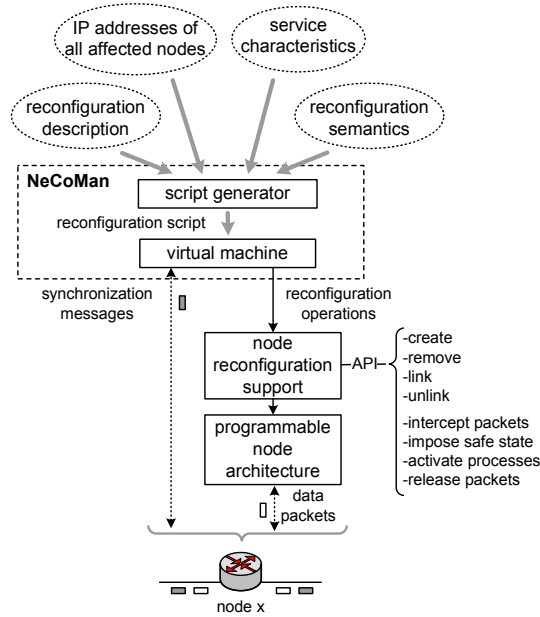 IP addresses of
all affected nodes
service
characteristics
reconfiguration
description
reconfiguration
semantics
NeCoMan
script generator
reconfiguration script
virtual machine
synchronization
messages
reconfiguration
operations
node
reconfiguration
support
API
-create
-remove
-link
-unlink
-intercept packets
-impose safe state
-activate processes
-release packets
programmable
node
architecture
data
packets
node x